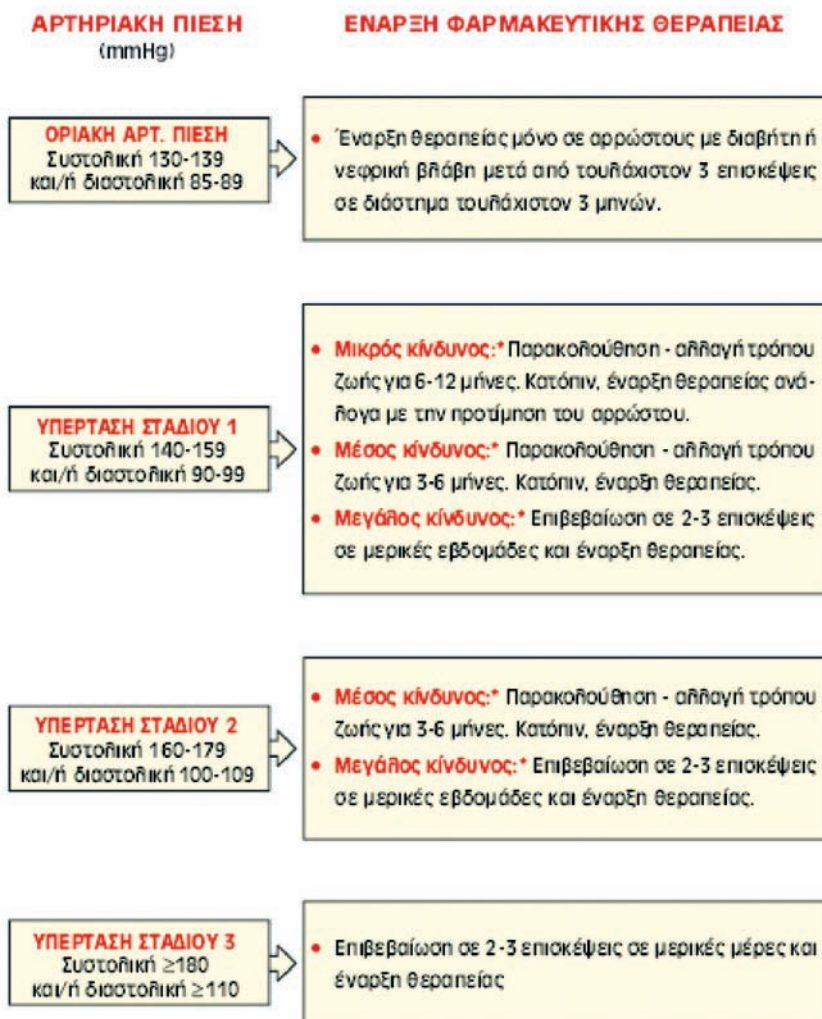 ΑΡΤΗΡΙΑΚΗ ΠΙΕΣΗ
(mmHg)
ΕΝΑΡΞΗ ΦΑΡΜΑΚΕΥΤΙΚΗΣ ΘΕΡΑΠΕΙΑΣ
ΟΡΙΑΚΗ ΑΡΤ. ΠΙΕΣΗ
Συστολική 130-139
και/ή διαστολική 85-89
• Έναρξη θεραπείας μόνο σε αρρώστους με διαβήτη ή
νεφρική βλάβη μετά από τουλάχιστον 3 επισκέψεις
σε διάστημα τουλάχιστον 3 μηνών.
ΥΠΕΡΤΑΣΗ ΣΤΑΔΙΟΥ 1
Συστολική 140-159
και/ή διαστολική 90-99
• Μικρός κίνδυνος:* Παρακολούθηση - αλλαγή τρόπου
ζωής για 6-12 μήνες. Κατόπιν, έναρξη θεραπείας ανά-
λογα με την προτίμηση του αρρώστου.
• Μέσος κίνδυνος:* Παρακολούθηση - αλλαγή τρόπου
ζωής για 3-6 μήνες. Κατόπιν, έναρξη θεραπείας.
• Μεγάλος κίνδυνος:* Επιβεβαίωση σε 2-3 επισκέψεις
σε μερικές εβδομάδες και έναρξη θεραπείας.
ΥΠΕΡΤΑΣΗ ΣΤΑΔΙΟΥ 2
Συστολική 160-179
και/ή διαστολική 100-109
• Μέσος κίνδυνος:* Παρακολούθηση - αλλαγή τρόπου
ζωής για 3-6 μήνες. Κατόπιν, έναρξη θεραπείας.
• Μεγάλος κίνδυνος:* Επιβεβαίωση σε 2-3 επισκέψεις
σε μερικές εβδομάδες και έναρξη θεραπείας.
ΥΠΕΡΤΑΣΗ ΣΤΑΔΙΟΥ 3
Συστολική ≥180
και/ή διαστολική ≥110
• Επιβεβαίωση σε 2-3 επισκέψεις σε μερικές μέρες και
έναρξη θεραπείας